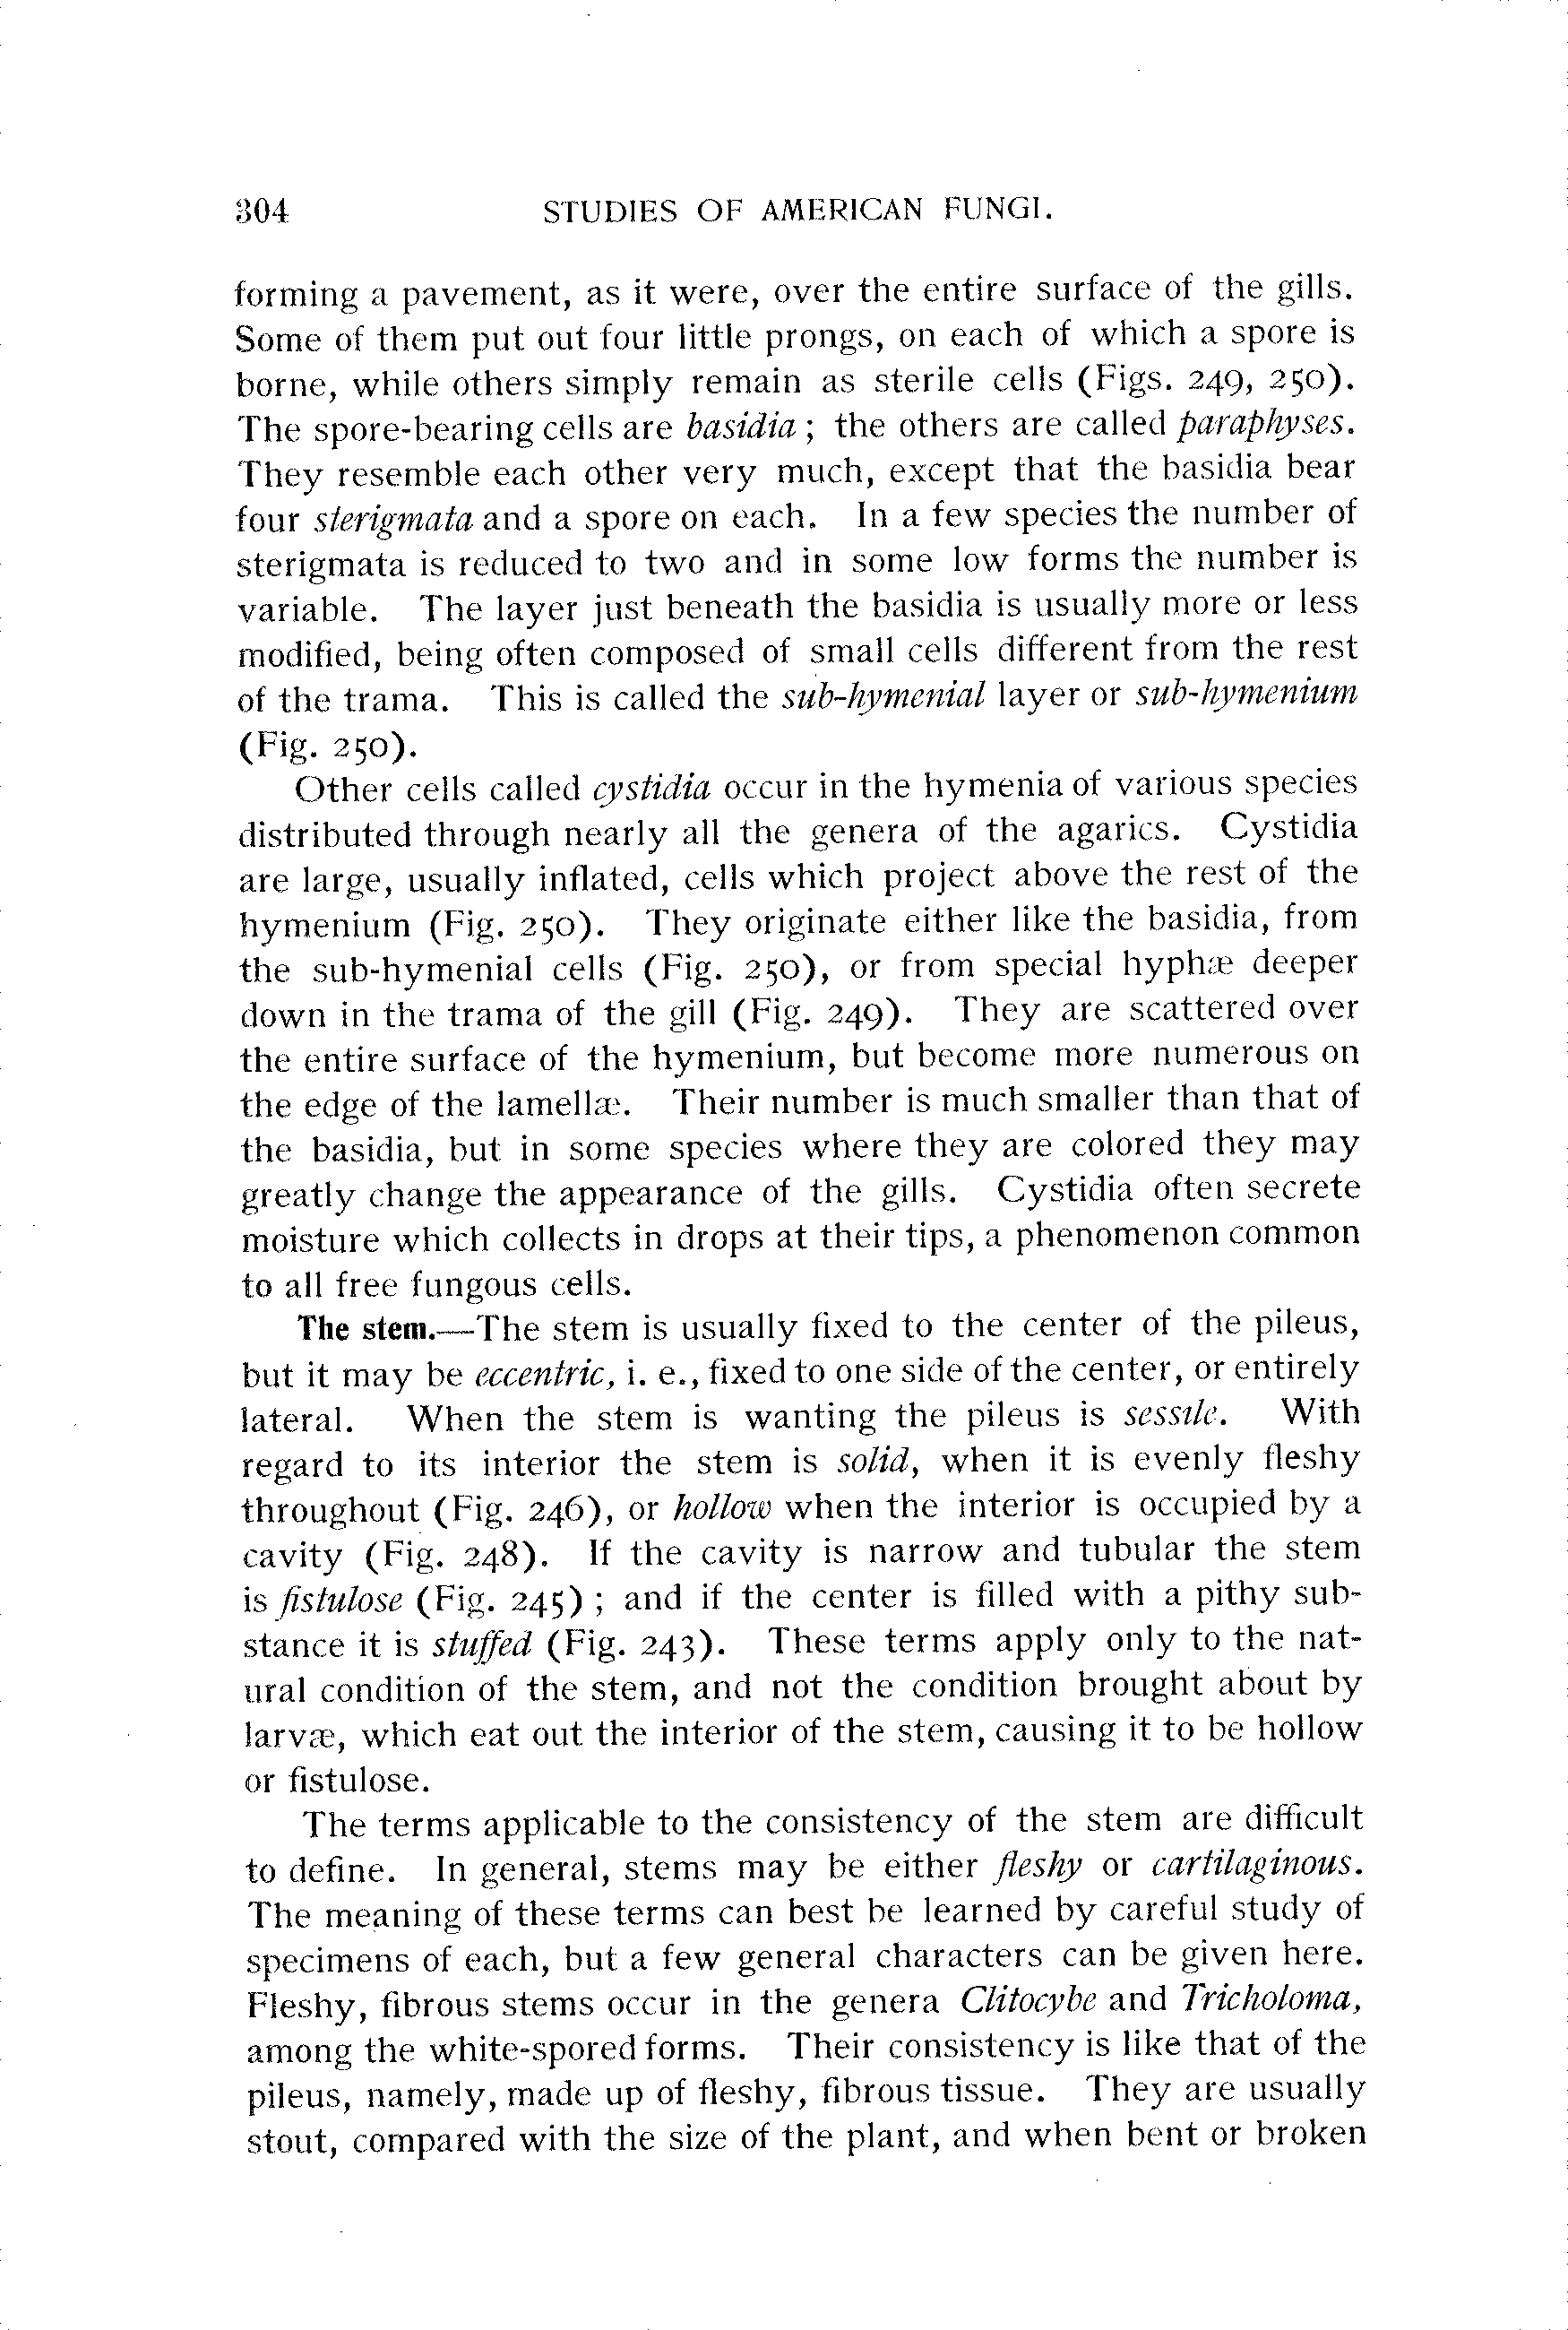 304 STUDIES OF AMERICAN FUNGI.
forming a pavement, as it were, over the entire surface of the gills.
Some of them put out four little prongs, on each of which a spore is
borne, while others simply remain as sterile cells (Figs. 249, 250).
The spore-bearing cells are basidia ; the others are called paraphyses.
They resemble each other very much, except that the basidia bear
four sterigmata and a spore on each. In a few species the number of
sterigmata is reduced to two and in some low forms the number is
variable. The layer just beneath the basidia is usually more or less
modified, being often composed of small cells different from the rest
of the trama. This is called the sub-hymenial layer or sub-hymenium
(Fig. 250).
Other cells called cystidia occur in the hymenia of various species
distributed through nearly all the genera of the agarics. Cystidia
are large, usually inflated, cells which project above the rest of the
hymenium (Fig. 250). They originate either like the basidia, from
the sub-hymenial cells (Fig. 250), or from special hyphæ deeper
down in the trama of the gill (Fig. 249). They are scattered over
the entire surface of the hymenium, but become more numerous on
the edge of the lamellæ. Their number is much smaller than that of
the basidia, but in some species where they are colored they may
greatly change the appearance of the gills. Cystidia often secrete
moisture which collects in drops at their tips, a phenomenon common
to all free fungous cells.
The stem.—The stem is usually fixed to the center of the pileus,
but it may be eccentric, i. e., fixed to one side of the center, or entirely
lateral. When the stem is wanting the pileus is sessile. With
regard to its interior the stem is solid, when it is evenly fleshy
throughout (Fig. 246), or hollow when the interior is occupied by a
cavity (Fig. 248). If the cavity is narrow and tubular the stem
is fistulose (Fig. 245) ; and if the center is filled with a pithy sub-
stance it is stuffed (Fig. 243). These terms apply only to the nat-
ural condition of the stem, and not the condition brought about by
larvæ, which eat out the interior of the stem, causing it to be hollow
or fistulose.
The terms applicable to the consistency of the stem are difficult
to define. In general, stems may be either fleshy or cartilaginous.
The meaning of these terms can best be learned by careful study of
specimens of each, but a few general characters can be given here.
Fleshy, fibrous stems occur in the genera Clitocybe and Tricholoma,
among the white-spored forms. Their consistency is like that of the
pileus, namely, made up of fleshy, fibrous tissue. They are usually
stout, compared with the size of the plant, and when bent or broken